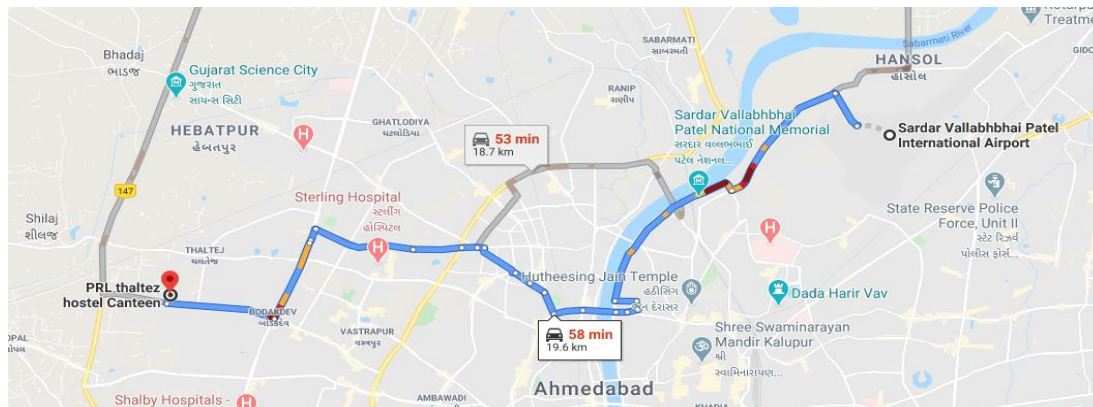 Bhadaj
ભાડજ
Gujarat Science City
ગુજરાત
સાયન્સ સિટી
HEBATPUR
હેબતપુર
147
Shilaj
શીલજ
GHATLODIYA
ઘાટલોડિયા
SABARMATI
સાબરમતી
RANIP
રાણીપ
53 min
18.7 km
Sardar Vallabhbhai
Patel National Memorial
સરદાર વલ્લભભાઈ
પટેલ નેશનલ...
Sabarmati River
HANSOL
હાંસોલ
Treatment
GIDC
Sardar Vallabhbhai Patel
International Airport
Sterling Hospital
સ્ટર્લીંગ
હોસ્પિટલ
THALTEJ
થલતેજ
PRL thaltez
hostel Canteen
BODAKDEV
બોડકદેવ
VASTRAPUR
વસ્ત્રાપુર
State Reserve Police
Force, Unit II
સ્ટેટ રિઝર્વ
પોલીસ ફોર્સ...
Hutheesing Jain Temple
હઠીસિંગ
જૈન દેરાસર
Dada Harir Vav
58 min
19.6 km
Shree Swaminarayan
Mandir Kalupur
શ્રી
સ્વામિનારાયણ...
Ahmedabad
Shalby Hospitals -
AMBAWADI